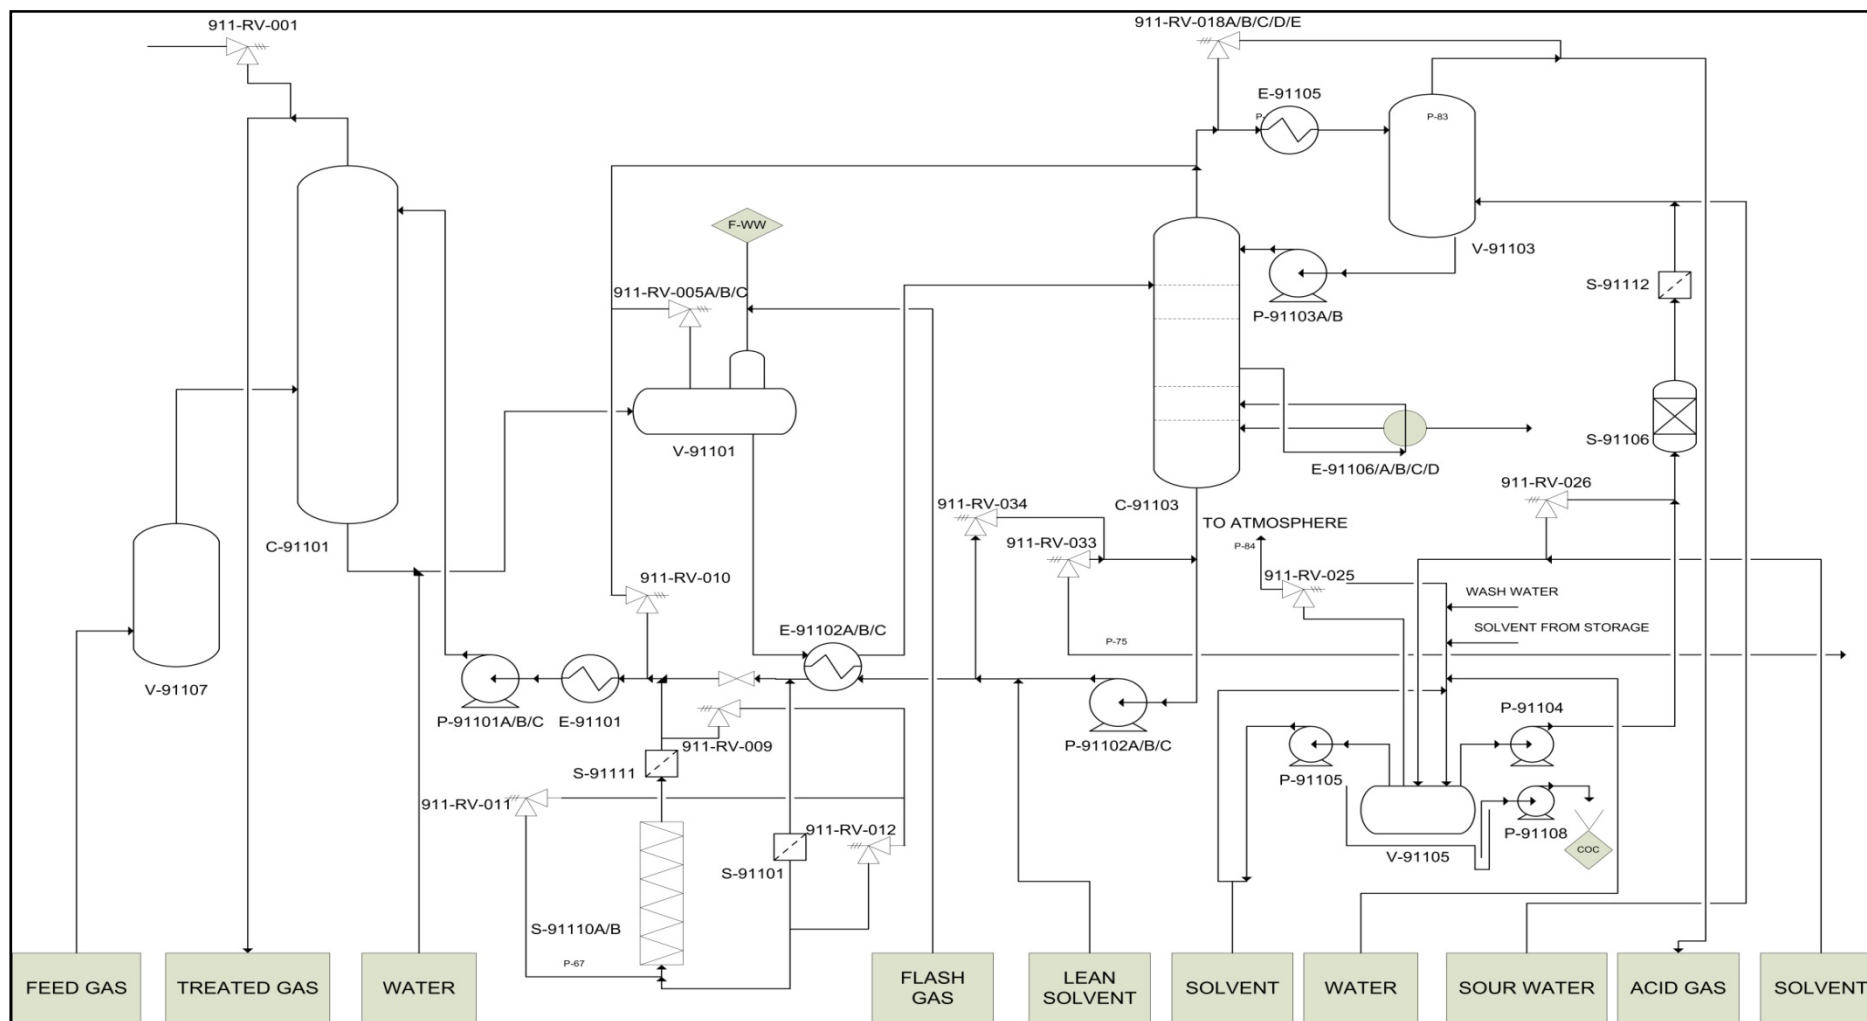 911-RV-001
911-RV-018A/B/C/D/E
E-91105
P-
P-83
V-91103
F-WW
911-RV-005A/B/C
P-91103A/B
S-91112
V-91101
E-91106/A/B/C/D
S-91106
C-91101
C-91103
911-RV-034
911-RV-026
TO ATMOSPHERE
911-RV-033
P-84
911-RV-010
911-RV-025
WASH WATER
E-91102A/B/C
P-75
SOLVENT FROM STORAGE
V-91107
P-91101A/B/C
E-91101
P-91104
911-RV-009
P-91102A/B/C
S-91111
P-91105
911-RV-011
911-RV-012
P-91108
S-91101
V-91105
COC
S-91110A/B
P-67
FEED GAS
TREATED GAS
WATER
FLASH
GAS
LEAN
SOLVENT
SOLVENT
WATER
SOUR WATER
ACID GAS
SOLVENT